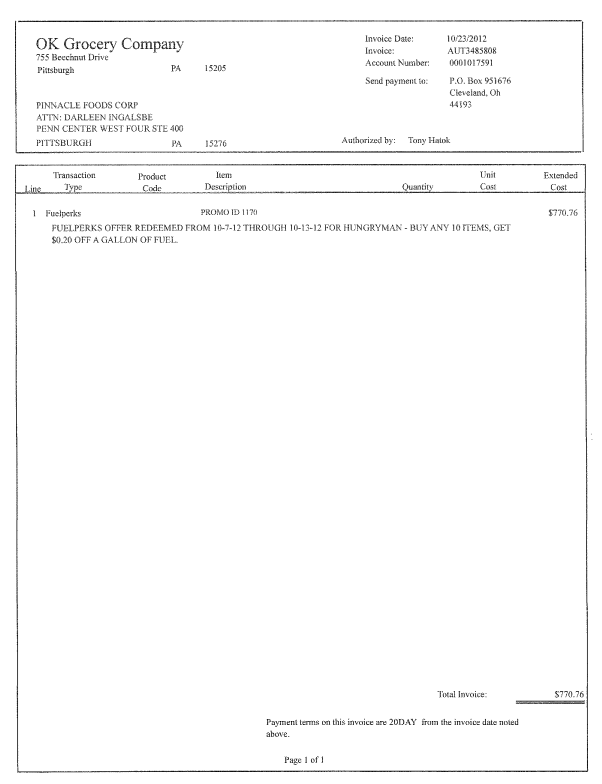 OK Grocery Company
755 Beechnut Drive
Pittsburgh PA 15205
Invoice Date: 10/23/2012
Invoice: AUT3485808
Account Number: 0001017591
Send payment to: P.O. Box 951676
Cleveland, Oh
44193
PINNACLE FOODS CORP
ATTN: DARLEEN INGALSBE
PENN CENTER WEST FOUR STE 400
PITTSBURGH PA 15276
Authorized by: Tony Hatok
Transaction Product Item Unit Extended
Line Type Code Description Quantity Cost Cost
1 Fuelperks PROMO ID 1170 $770.76
FUELPERKS OFFER REDEEMED FROM 10-7-12 THROUGH 10-13-12 FOR HUNGRYMAN - BUY ANY 10 ITEMS, GET
$0.20 OFF A GALLON OF FUEL.
Total Invoice: $770.76
Payment terms on this invoice are 20DAY from the invoice date noted
above.
Page 1 of 1